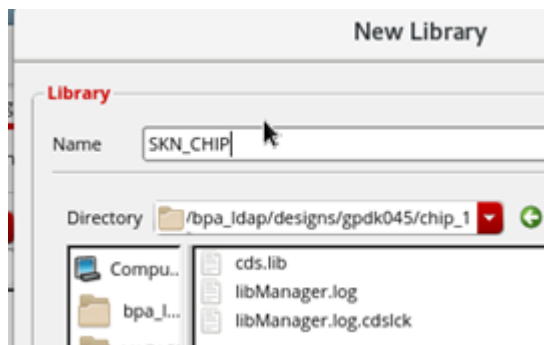 New Library
Library
Name SKN_CHIP
Directory /bpa_ldap/designs/gpdk045/chip_1
Compu..
cds.lib
libManager.log
bpa_l...
libManager.log.cdslck